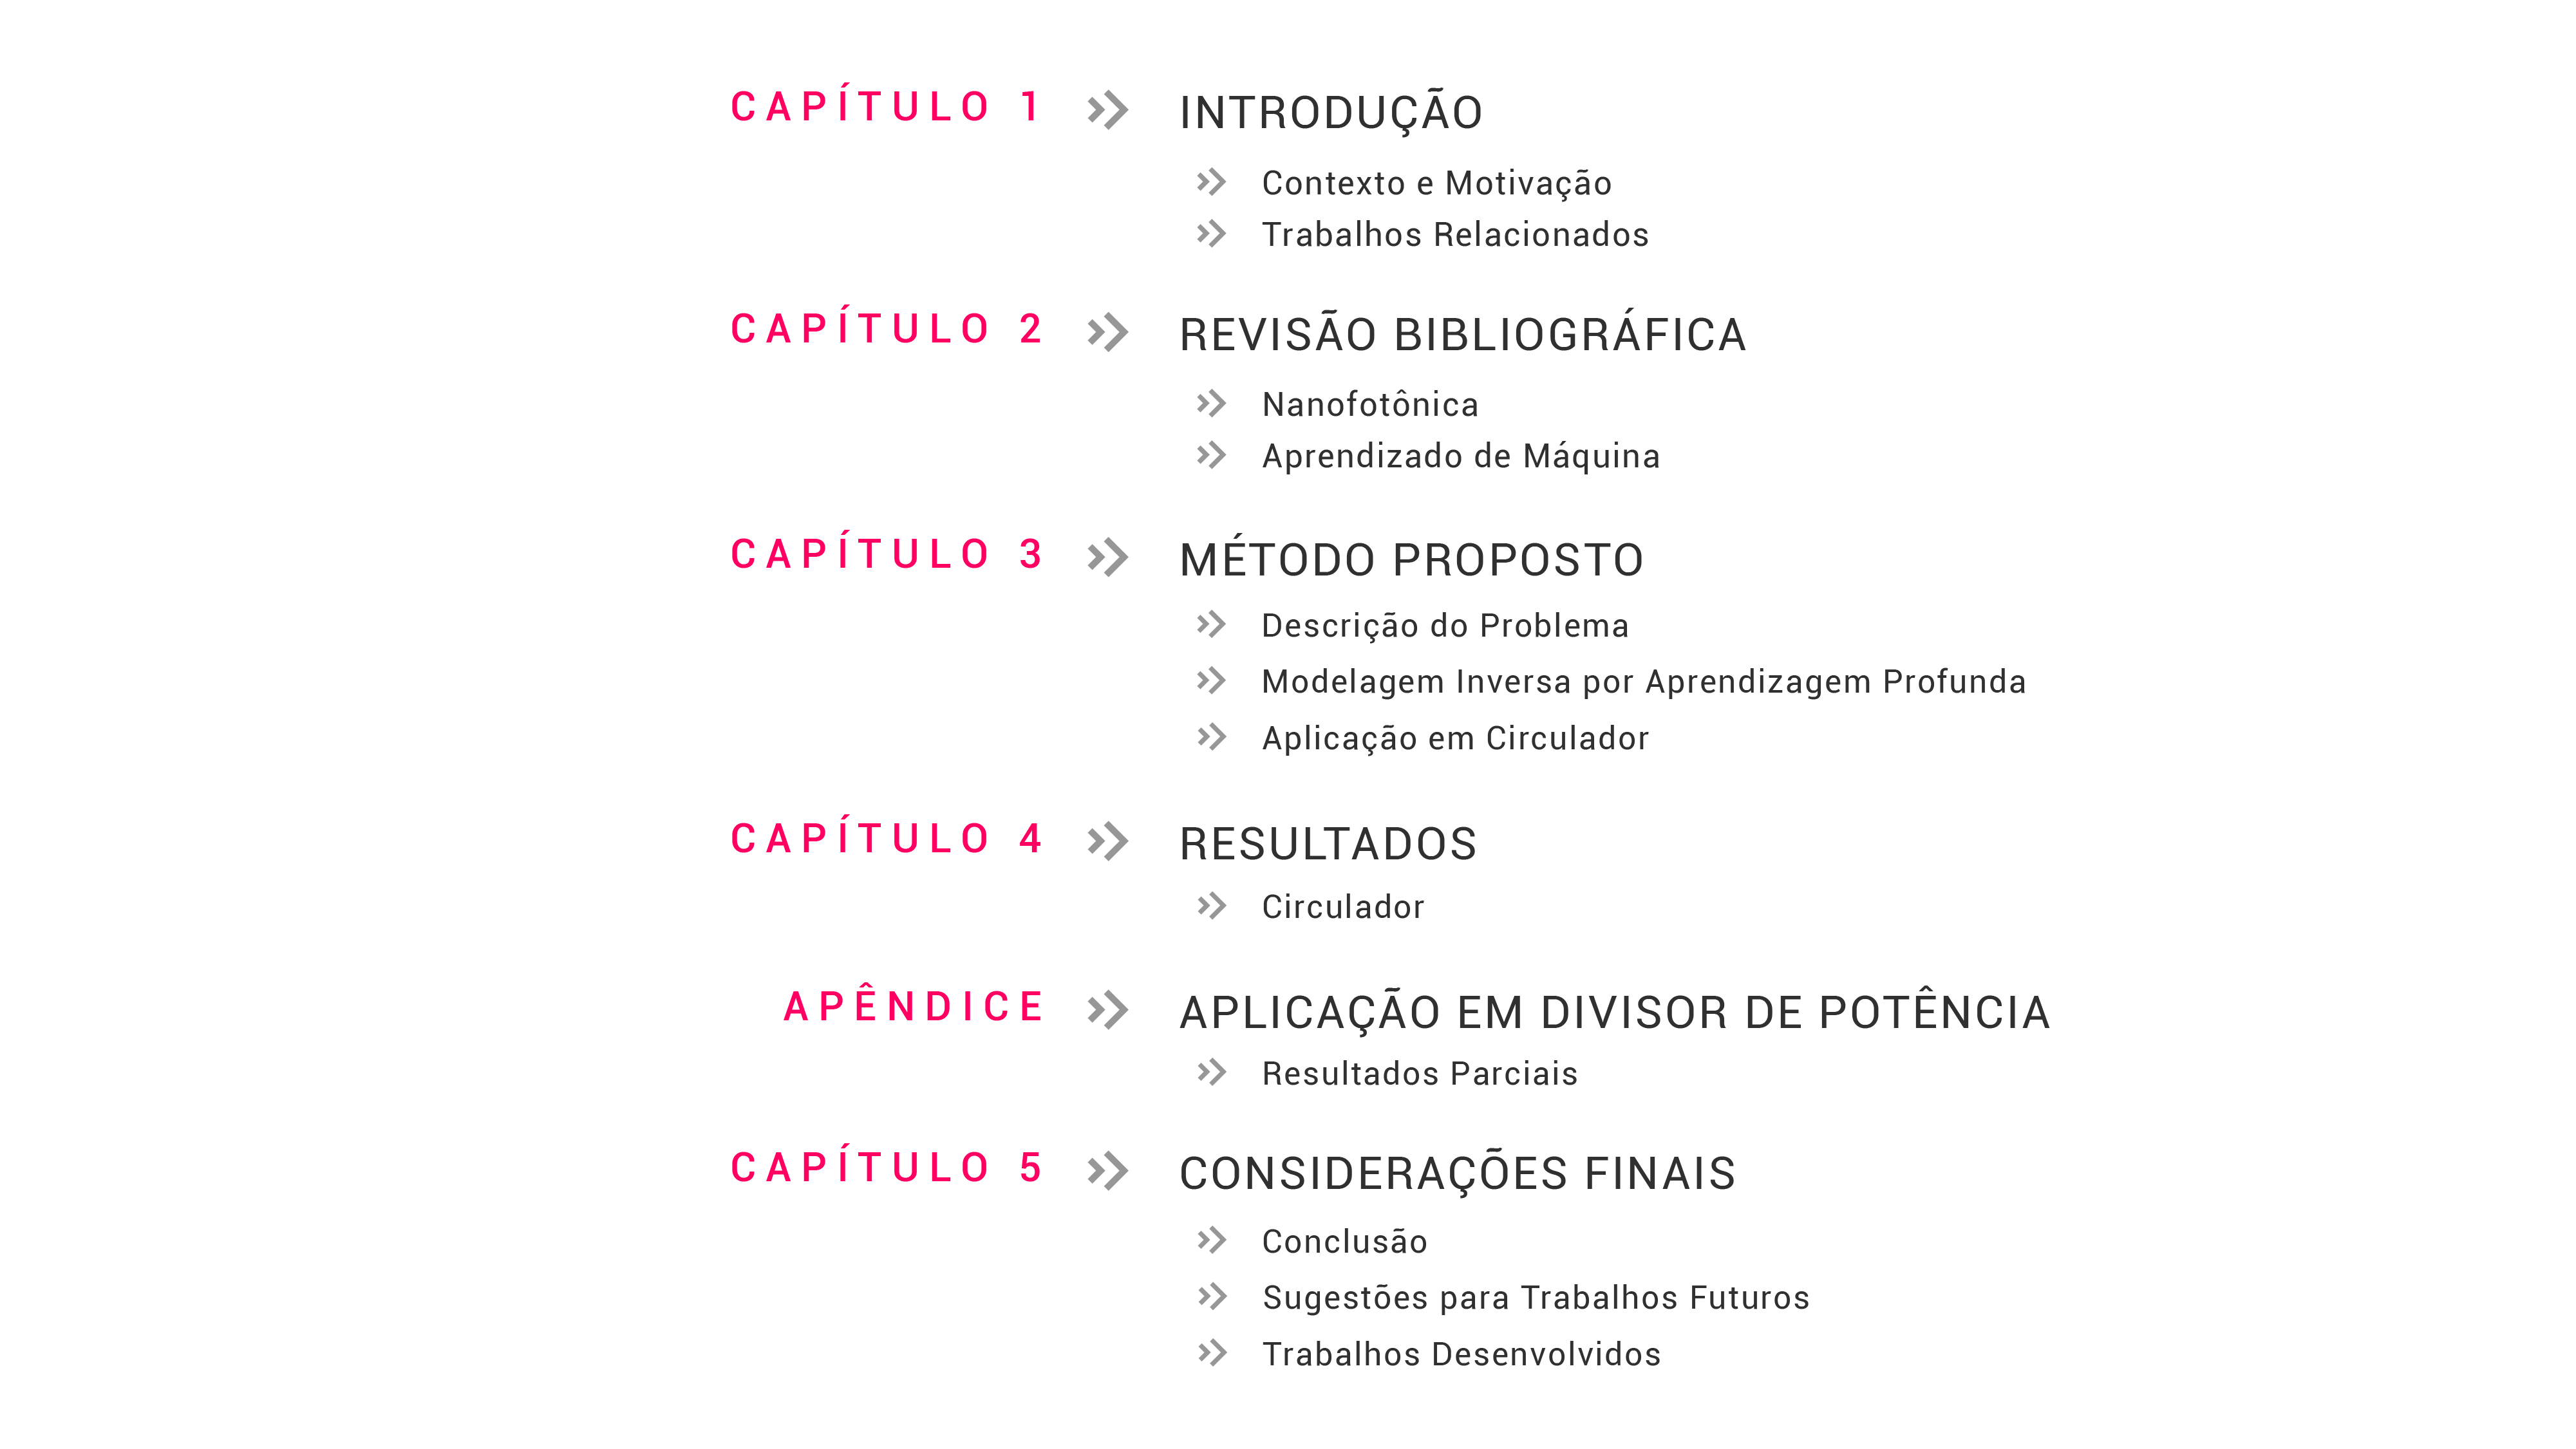 CAPÍTULO 1 INTRODUÇÃO
Contexto e Motivação
Trabalhos Relacionados
CAPÍTULO 2 REVISÃO BIBLIOGRÁFICA
Nanofotônica
Aprendizado de Máquina
CAPÍTULO 3 MÉTODO PROPOSTO
Descrição do Problema
Modelagem Inversa por Aprendizagem Profunda
Aplicação em Circulador
CAPÍTULO 4 RESULTADOS
Circulador
APÊNDICE APLICAÇÃO EM DIVISOR DE POTÊNCIA
Resultados Parciais
CAPÍTULO 5 CONSIDERAÇÕES FINAIS
Conclusão
Sugestões para Trabalhos Futuros
Trabalhos Desenvolvidos